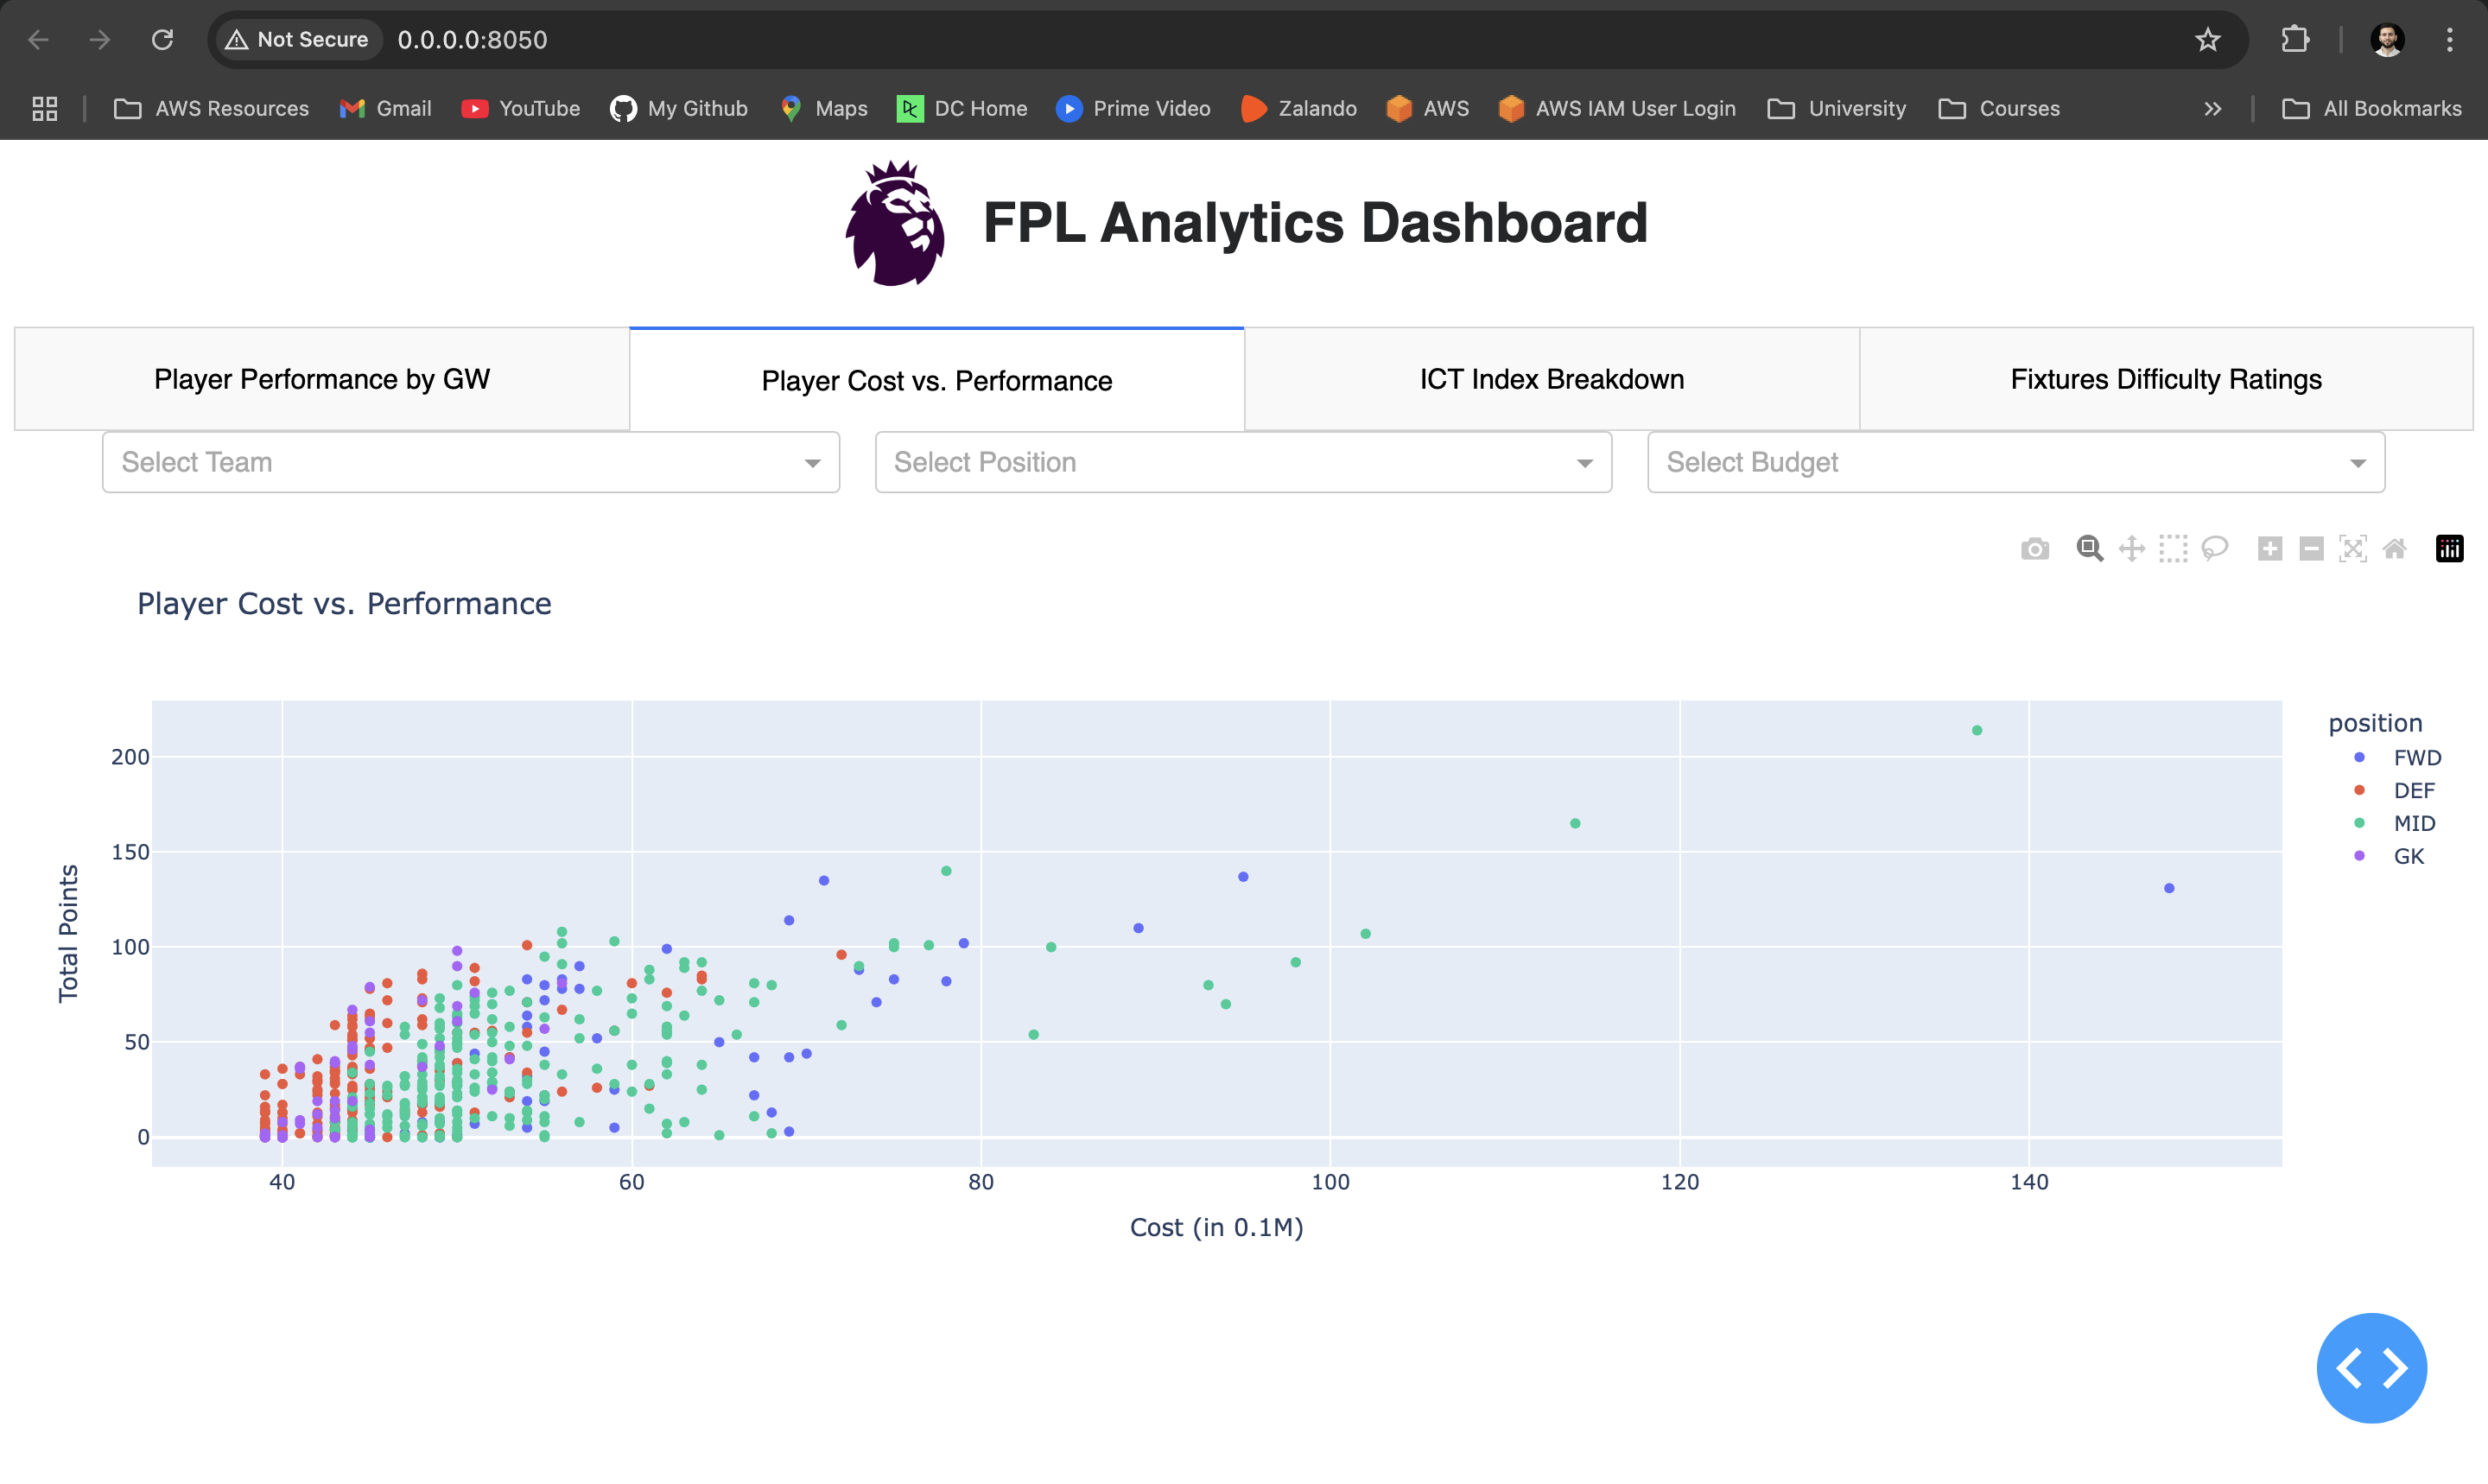 Not Secure 0.0.0.0:8050
AWS Resources Gmail YouTube My Github Maps DC Home Prime Video Zalando AWS AWS IAM User Login University Courses All Bookmarks
FPL Analytics Dashboard
Player Performance by GW Player Cost vs. Performance ICT Index Breakdown Fixtures Difficulty Ratings
Select Team Select Position Select Budget
Player Cost vs. Performance
position
FWD
DEF
MID
GK
Total Points
200
150
100
50
0
40 60 80 100 120 140
Cost (in 0.1M)